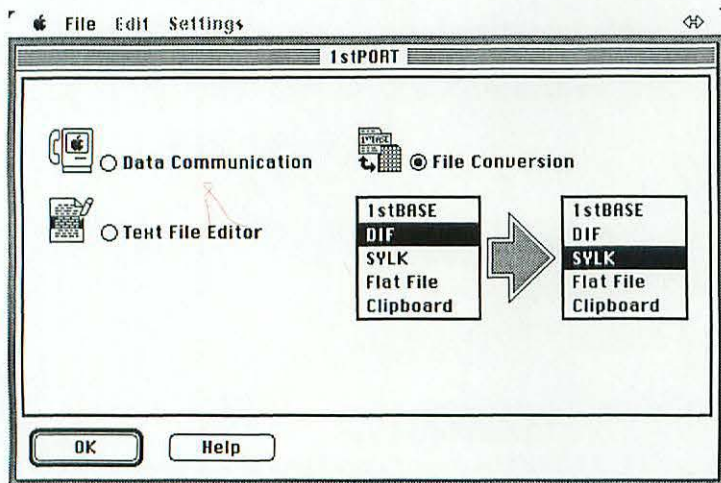 File Edit Settings
1stPORT
Data Communication
File Conversion
Text File Editor
1stBASE
DIF
SYLK
Flat File
Clipboard
1stBASE
DIF
SYLK
Flat File
Clipboard
OK Help